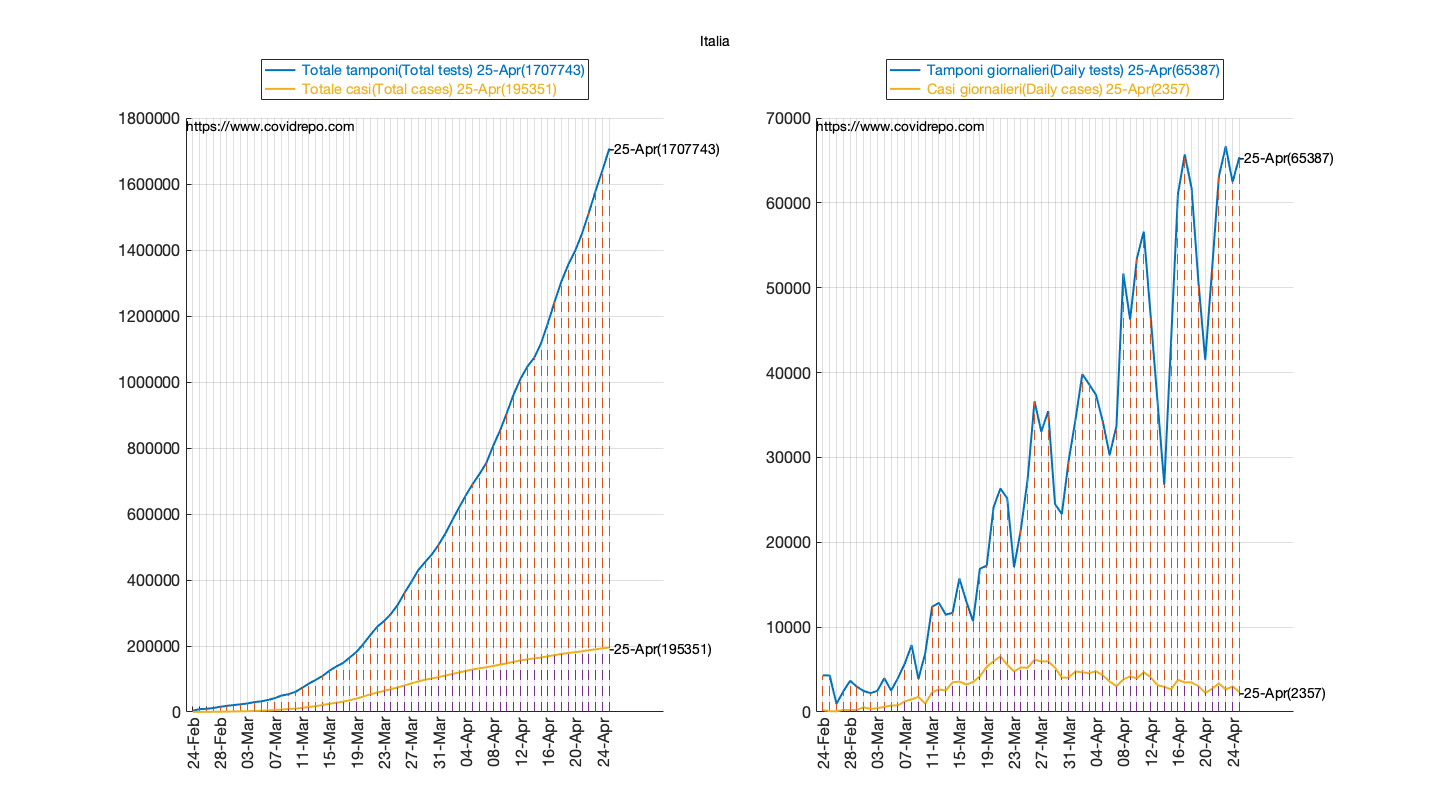 Italia
Totale tamponi(Total tests) 25-Apr(1707743)
Totale casi(Total cases) 25-Apr(195351)
https://www.covidrepo.com
1800000
1600000
1400000
1200000
1000000
800000
600000
400000
200000
0
25-Apr(1707743)
25-Apr(195351)
24-Feb
28-Feb
03-Mar
07-Mar
11-Mar
15-Mar
19-Mar
23-Mar
27-Mar
31-Mar
04-Apr
08-Apr
12-Apr
16-Apr
20-Apr
24-Apr
Tamponi giornalieri(Daily tests) 25-Apr(65387)
Casi giornalieri(Daily cases) 25-Apr(2357)
https://www.covidrepo.com
70000
60000
50000
40000
30000
20000
10000
0
25-Apr(65387)
25-Apr(2357)
24-Feb
28-Feb
03-Mar
07-Mar
11-Mar
15-Mar
19-Mar
23-Mar
27-Mar
31-Mar
04-Apr
08-Apr
12-Apr
16-Apr
20-Apr
24-Apr